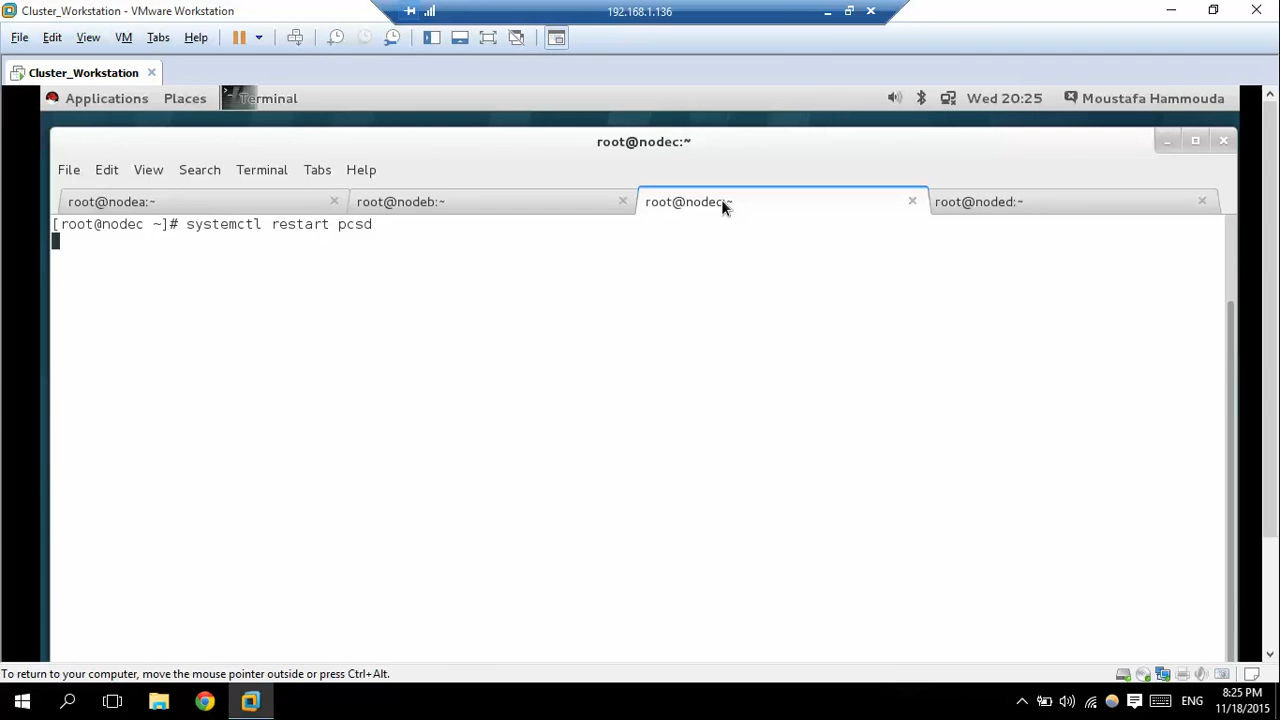 Cluster_Workstation - VMware Workstation
192.168.1.136
File Edit View VM Tabs Help
Cluster_Workstation
Applications Places Terminal Wed 20:25 Moustafa Hammouda
root@nodec:~
File Edit View Search Terminal Tabs Help
root@nodea:~ root@nodeb:~ root@nodec:~ root@noded:~
[root@nodec ~]# systemctl restart pcsd
To return to your computer, move the mouse pointer outside or press Ctrl+Alt.
ENG
8:25 PM
11/18/2015